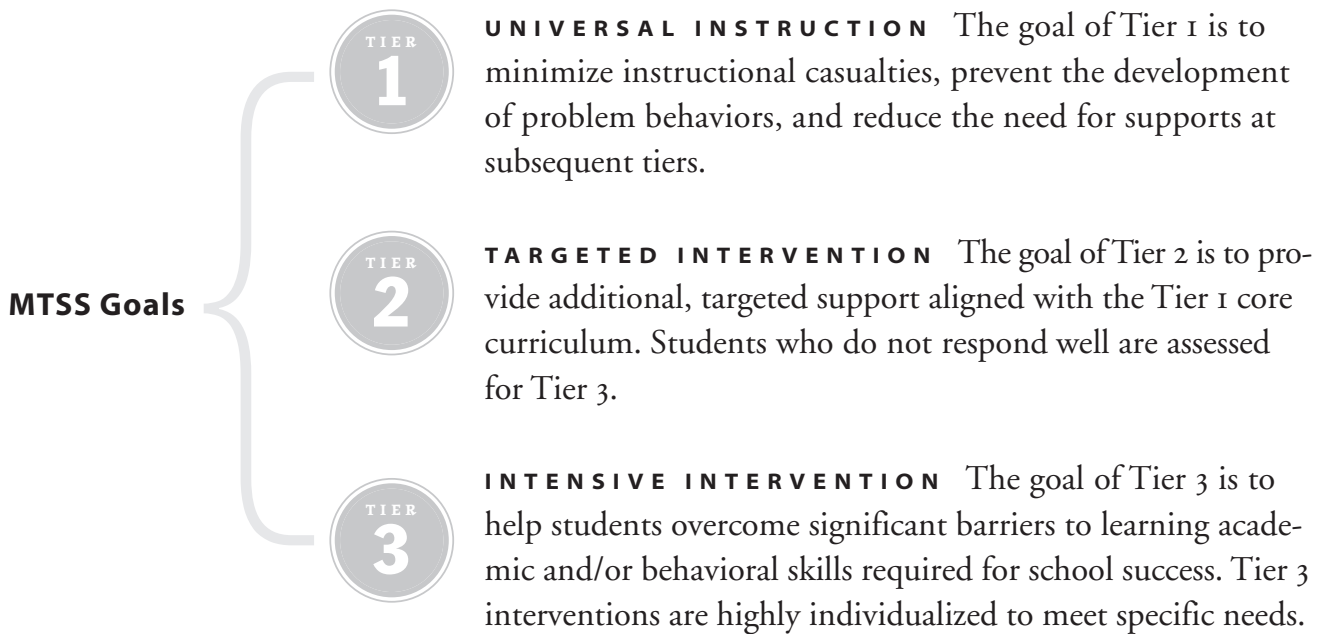 TIER
1
UNIVERSAL INSTRUCTION The goal of Tier 1 is to
minimize instructional casualties, prevent the development
of problem behaviors, and reduce the need for supports at
subsequent tiers.
MTSS Goals
TIER
2
TARGETED INTERVENTION The goal of Tier 2 is to pro-
vide additional, targeted support aligned with the Tier 1 core
curriculum. Students who do not respond well are assessed
for Tier 3.
TIER
3
INTENSIVE INTERVENTION The goal of Tier 3 is to
help students overcome significant barriers to learning acade-
mic and/or behavioral skills required for school success. Tier 3
interventions are highly individualized to meet specific needs.